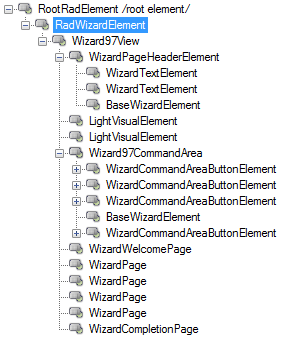 RootRadElement /root element/
RadWizardElement
Wizard97View
WizardPageHeaderElement
WizardTextElement
WizardTextElement
BaseWizardElement
LightVisualElement
LightVisualElement
Wizard97CommandArea
WizardCommandAreaButtonElement
WizardCommandAreaButtonElement
WizardCommandAreaButtonElement
BaseWizardElement
WizardCommandAreaButtonElement
WizardWelcomePage
WizardPage
WizardPage
WizardPage
WizardPage
WizardCompletionPage